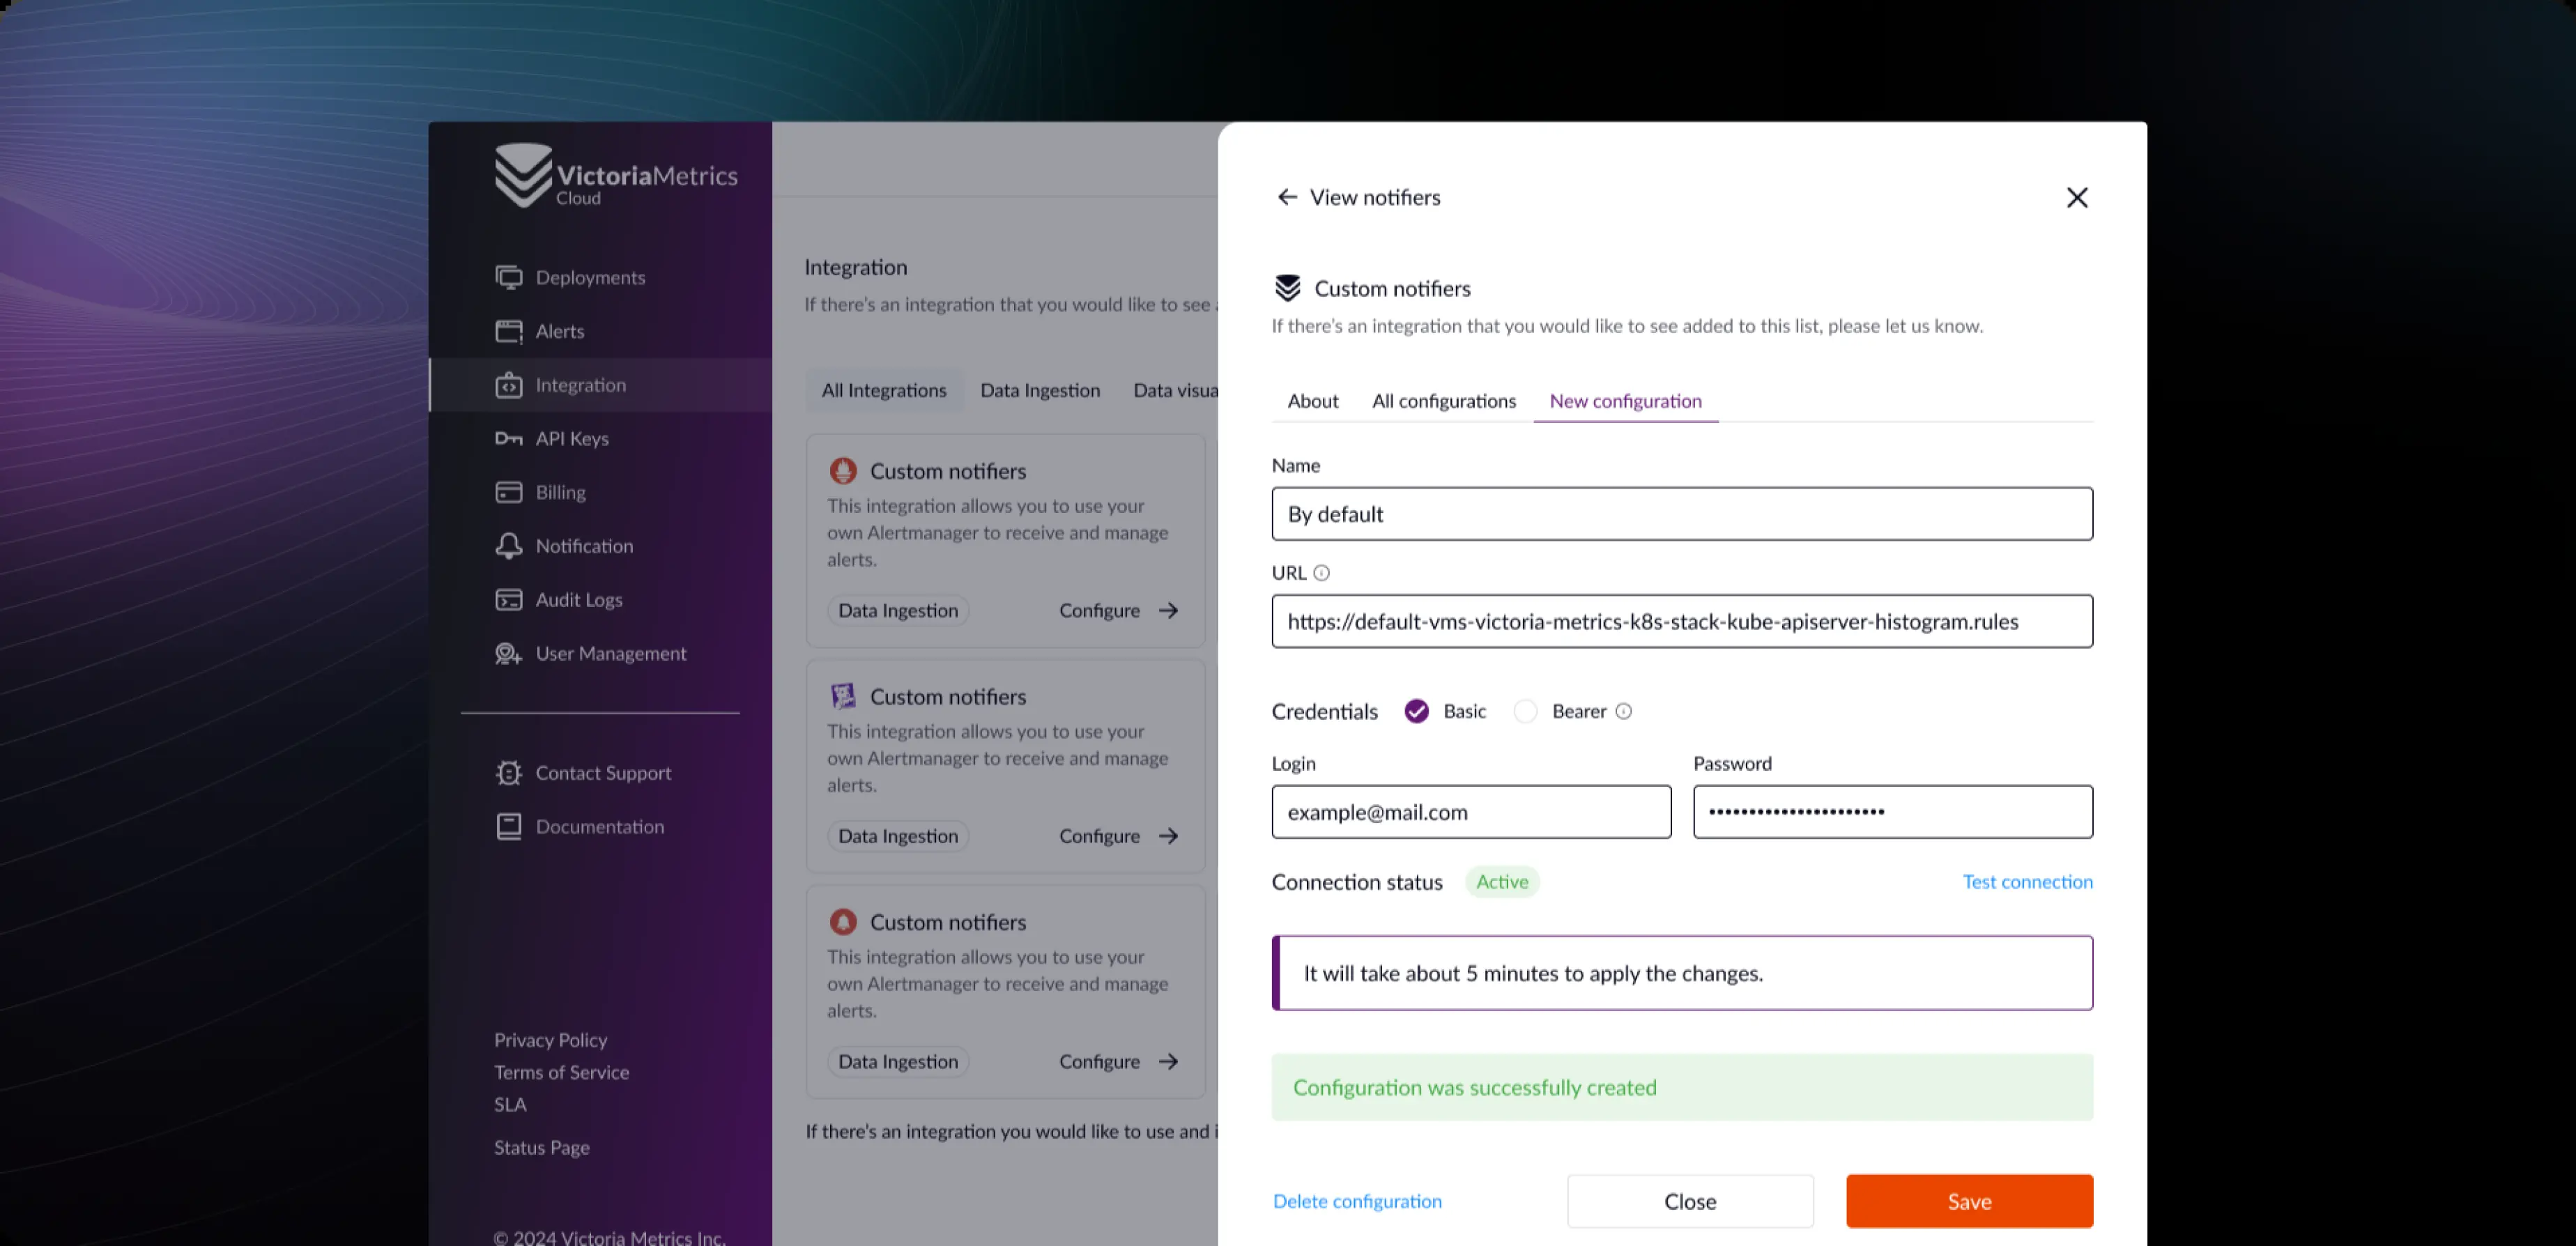 VictoriaMetrics
Cloud
Deployments
Alerts
Integration
API Keys
Billing
Notification
Audit Logs
User Management
Contact Support
Documentation
Privacy Policy
Terms of Service
SLA
Status Page
© 2024 Victoria Metrics Inc.
Integration
If there's an integration that you would like to see
All Integrations
Data Ingestion
Data visua
Custom notifiers
This integration allows you to use your
own Alertmanager to receive and manage
alerts.
Data Ingestion
Configure
Custom notifiers
This integration allows you to use your
own Alertmanager to receive and manage
alerts.
Data Ingestion
Configure
Custom notifiers
This integration allows you to use your
own Alertmanager to receive and manage
alerts.
Data Ingestion
Configure
If there's an integration you would like to use and i
View notifiers
Custom notifiers
If there's an integration that you would like to see added to this list, please let us know.
About
All configurations
New configuration
Name
By default
URL
https://default-vms-victoria-metrics-k8s-stack-kube-apiserver-histogram.rules
Credentials
Basic
Bearer
Login
Password
example@mail.com
••••••••••••••••••••••
Connection status
Active
Test connection
It will take about 5 minutes to apply the changes.
Configuration was successfully created
Delete configuration
Close
Save